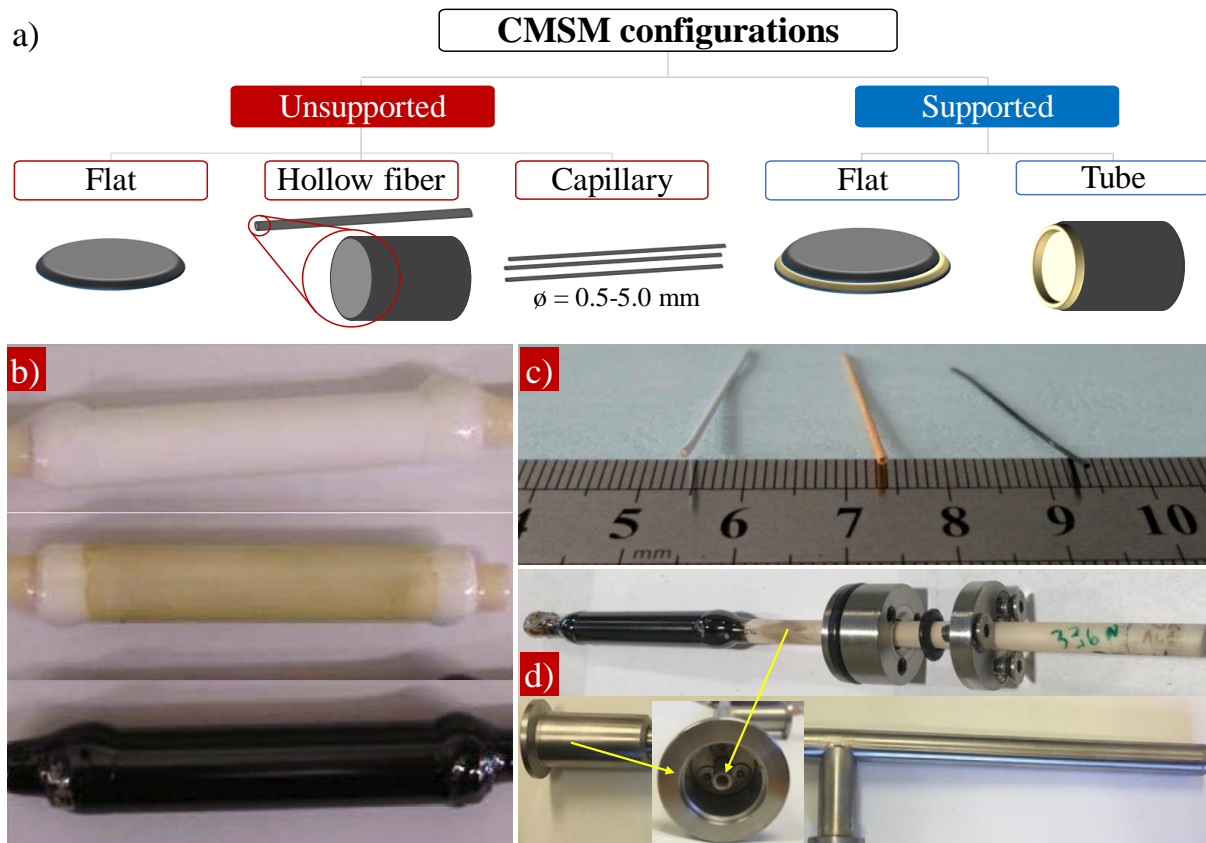 a)
CMSM configurations
Unsupported
Supported
Flat
Hollow fiber
Capillary
Flat
Tube
ø = 0.5-5.0 mm
b)
c)
4 5 6 7 8 9 10
mm
d)
336 N